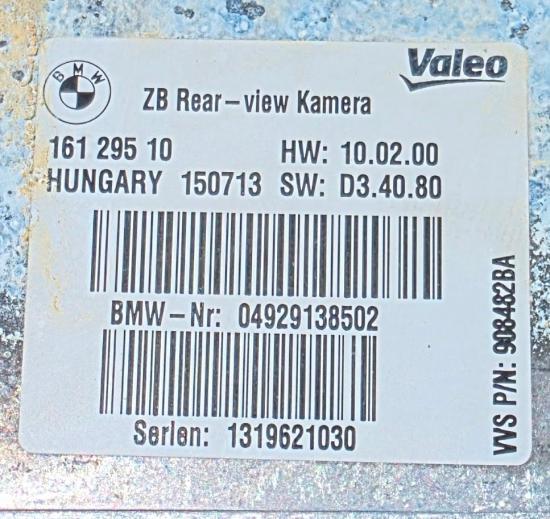 BMW
Valeo
ZB Rear-view Kamera
161 295 10 HW: 10.02.00
HUNGARY 150713 SW: D3.40.80
BMW-Nr: 04929138502
Serien: 1319621030
VVS P/N: 908482BA